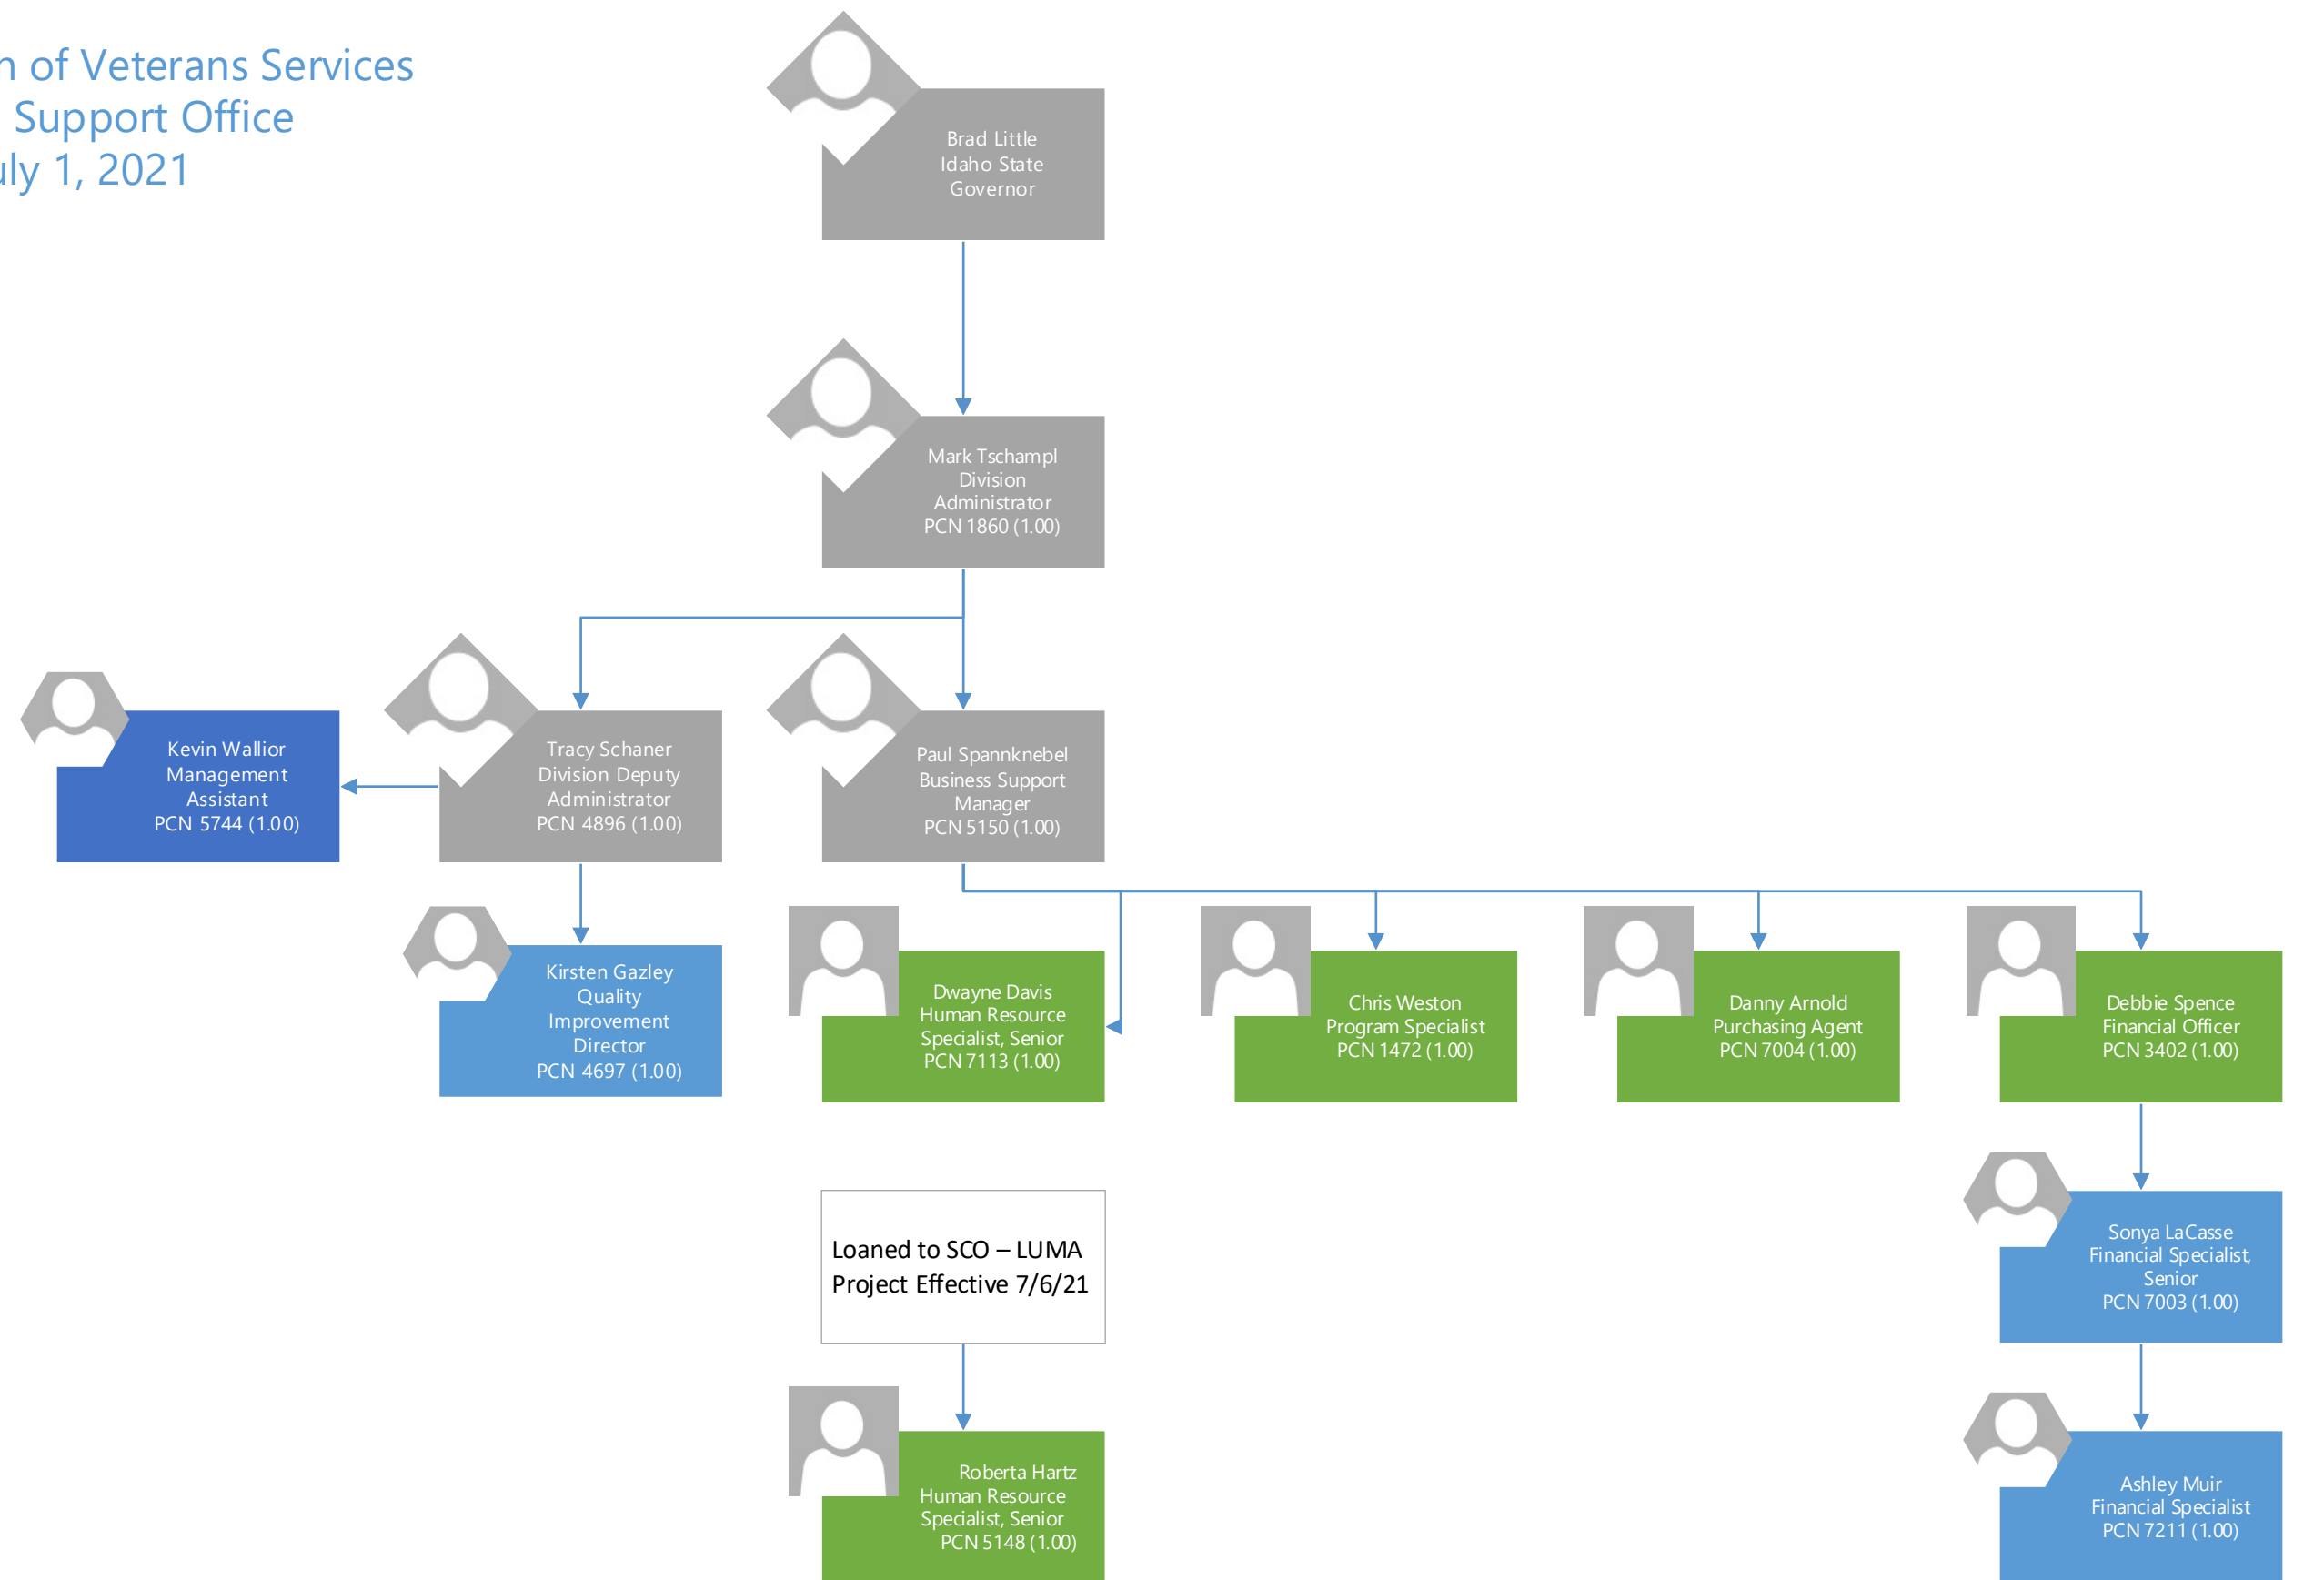 of Veterans Services
Support Office
1, 2021
Brad Little
Idaho State
Governor
Mark Tschampl
Division
Administrator
PCN 1860 (1.00)
Kevin Wallior
Management
Assistant
PCN 5744 (1.00)
Tracy Schaner
Division Deputy
Administrator
PCN 4896 (1.00)
Paul Spannknebel
Business Support
Manager
PCN 5150 (1.00)
Kirsten Gazley
Quality
Improvement
Director
PCN 4697 (1.00)
Dwayne Davis
Human Resource
Specialist, Senior
PCN 7113 (1.00)
Chris Weston
Program Specialist
PCN 1472 (1.00)
Danny Arnold
Purchasing Agent
PCN 7004 (1.00)
Debbie Spence
Financial Officer
PCN 3402 (1.00)
Loaned to SCO – LUMA
Project Effective 7/6/21
Sonya LaCasse
Financial Specialist,
Senior
PCN 7003 (1.00)
Roberta Hartz
Human Resource
Specialist, Senior
PCN 5148 (1.00)
Ashley Muir
Financial Specialist
PCN 7211 (1.00)